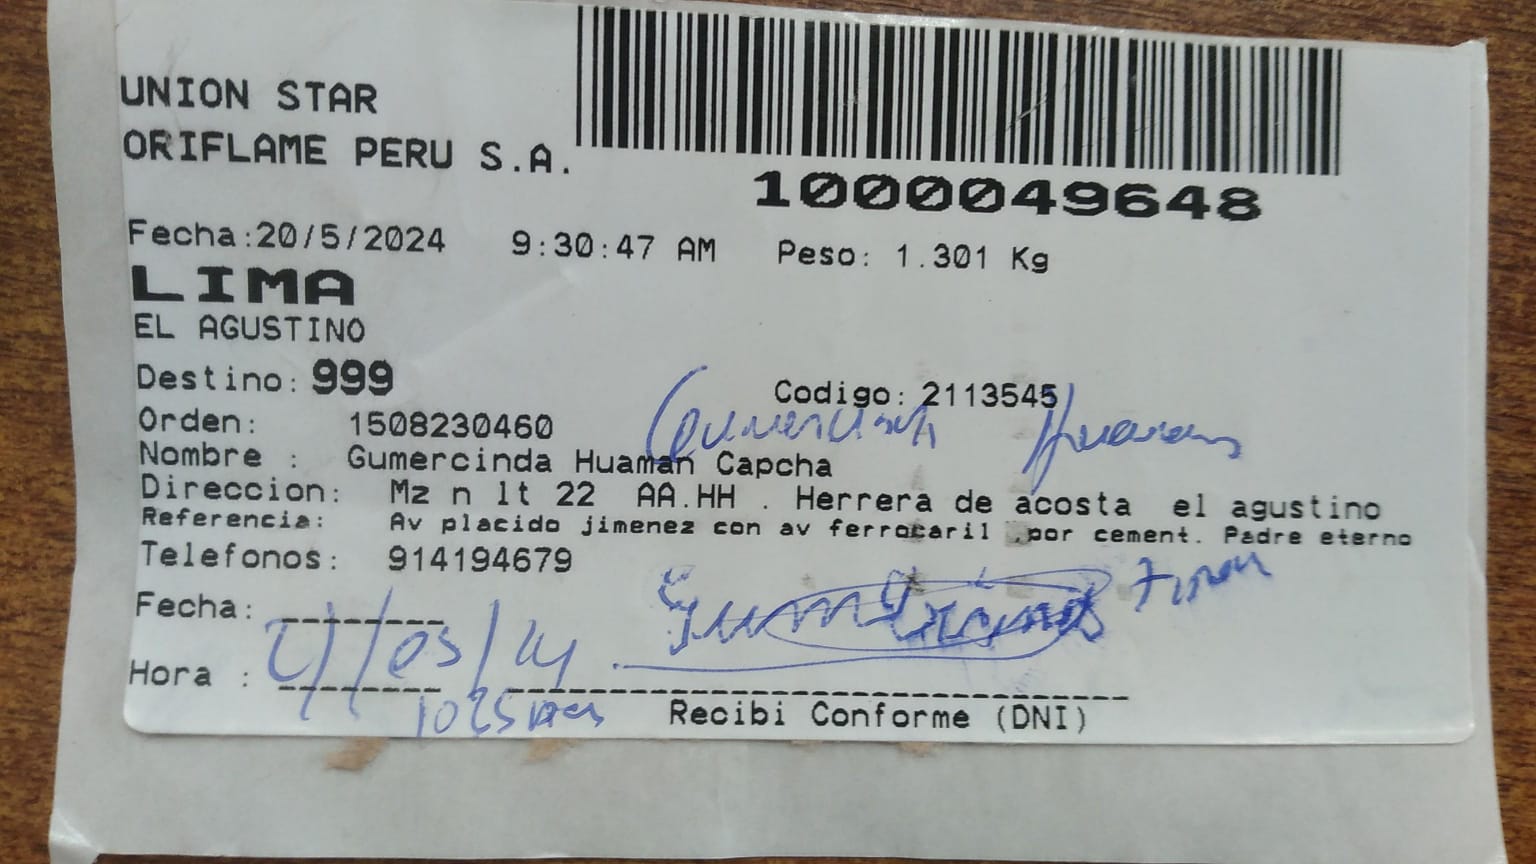 UNION STAR
ORIFLAME PERU S.A.
1000049648
Fecha:20/5/2024 9:30:47 AM Peso: 1.301 Kg
LIMA
EL AGUSTINO
Destino: 999 Codigo: 2113545
Orden: 1508230460
Gumercinda Huaman
Nombre : Gumercinda Huaman Capcha
Direccion: Mz n lt 22 AA.HH . Herrera de acosta el agustino
Referencia: Av placido jimenez con av ferrocaril ,por cement. Padre eterno
Telefonos: 914194679
Fecha: --------
Hora : --------
Recibi Conforme (DNI)